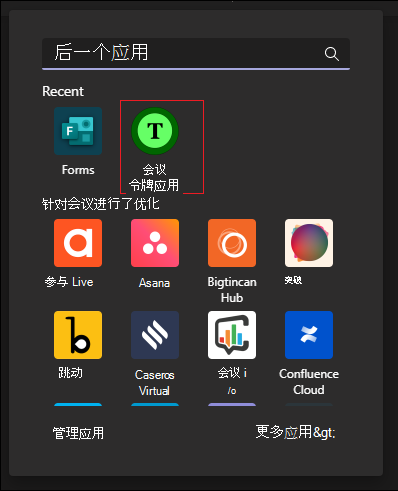 后一个应用
Recent
F
T
Forms
会议
令牌应用
针对会议进行了优化
参与 Live
Asana
Bigtincan
Hub
突破
跳动
Caseros
Virtual
会议 i
/o
Confluence
Cloud
管理应用
更多应用&gt;